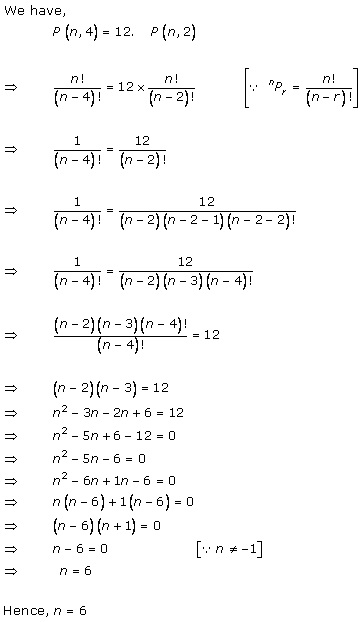 We have,
P (n, 4) = 12. P (n, 2)
⇒ n!/(n − 4)! = 12 × n!/(n − 2)! [∵ ⁿPᵣ = n!/(n − r)!]
⇒ 1/(n − 4)! = 12/(n − 2)!
⇒ 1/(n − 4)! = 12/(n − 2)(n − 2 − 1)(n − 2 − 2)!
⇒ 1/(n − 4)! = 12/(n − 2)(n − 3)(n − 4)!
⇒ (n − 2)(n − 3)(n − 4)!/(n − 4)! = 12
⇒ (n − 2)(n − 3) = 12
⇒ n² − 3n − 2n + 6 = 12
⇒ n² − 5n + 6 − 12 = 0
⇒ n² − 5n − 6 = 0
⇒ n² − 6n + 1n − 6 = 0
⇒ n(n − 6) + 1(n − 6) = 0
⇒ (n − 6)(n + 1) = 0
⇒ n − 6 = 0 [∵ n ≠ −1]
⇒ n = 6
Hence, n = 6